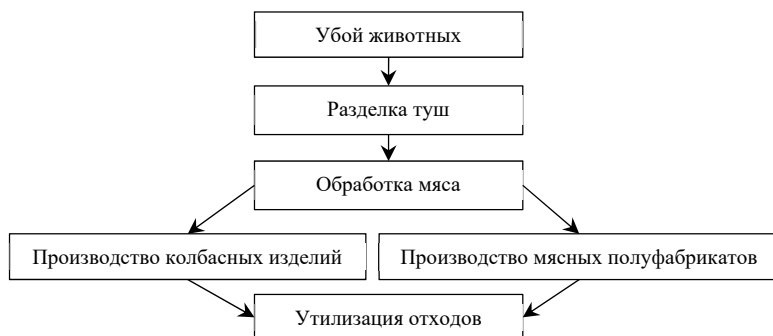 Убой животных
Разделка туш
Обработка мяса
Производство колбасных изделий
Производство мясных полуфабрикатов
Утилизация отходов